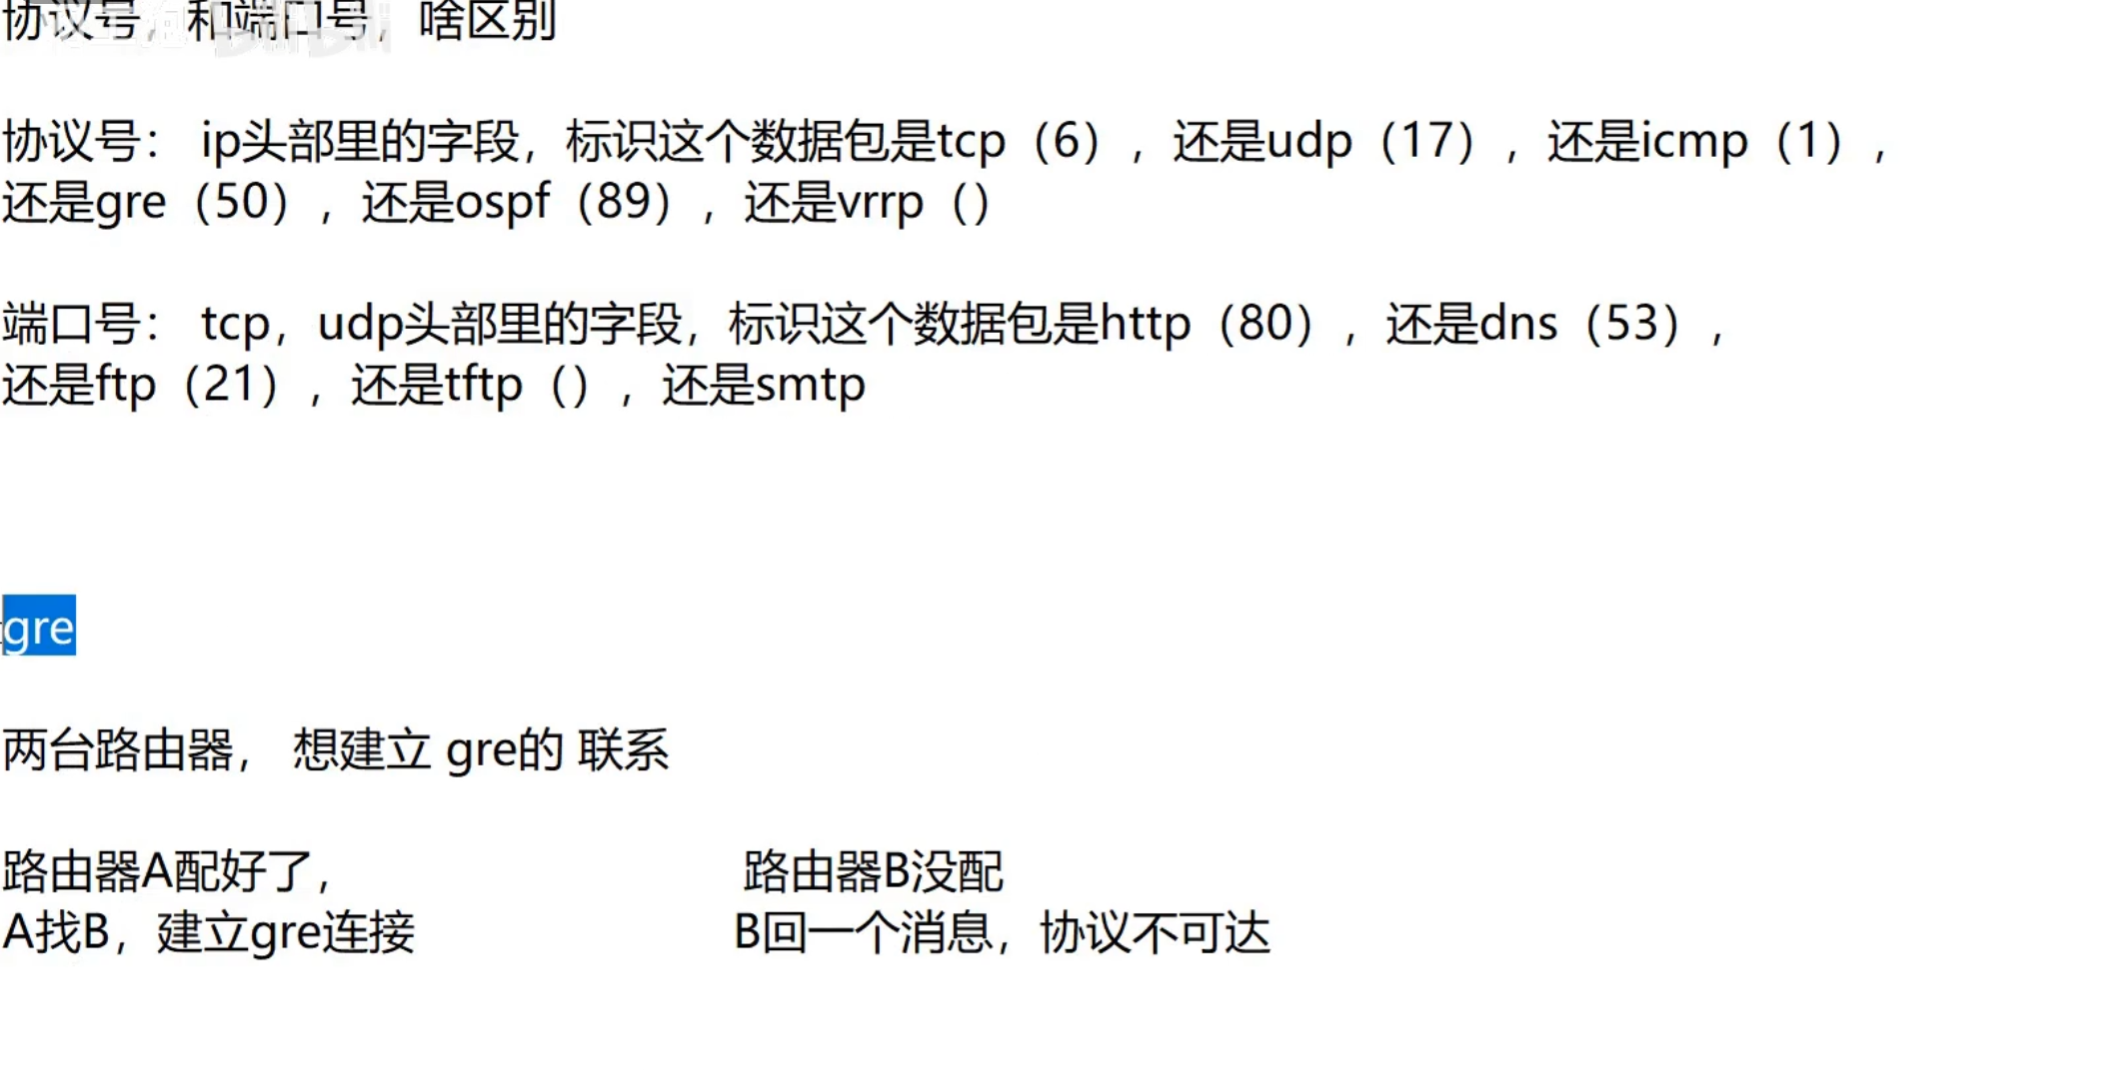 协议号，和端口号，啥区别
协议号： ip头部里的字段，标识这个数据包是tcp（6），还是udp（17），还是icmp（1），
还是gre（50），还是ospf（89），还是vrrp（）
端口号： tcp，udp头部里的字段，标识这个数据包是http（80），还是dns（53），
还是ftp（21），还是tftp（），还是smtp
gre
两台路由器， 想建立 gre的 联系
路由器A配好了， 路由器B没配
A找B，建立gre连接 B回一个消息，协议不可达